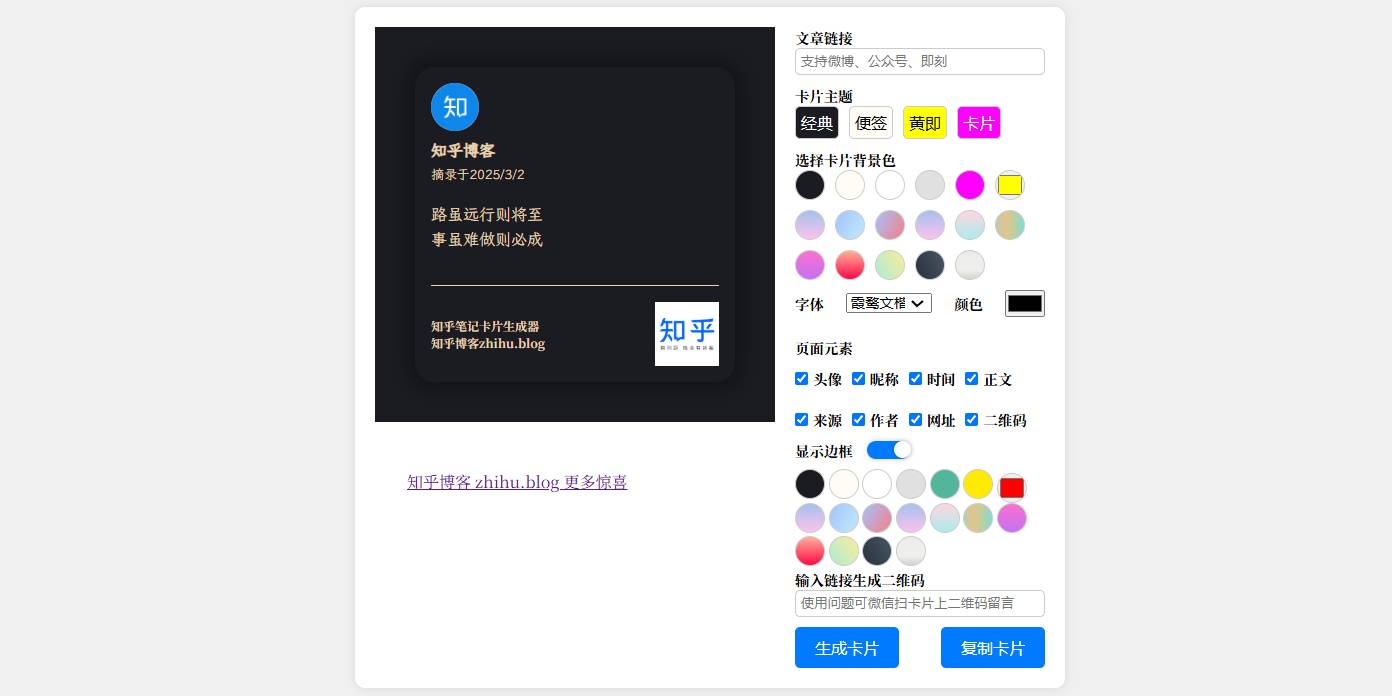 知
知乎博客
摘录于2025/3/2
路虽远行则将至
事虽难做则必成
知乎笔记卡片生成器
知乎博客zhihu.blog
知乎
知乎博客 zhihu.blog 更多惊喜
文章链接
支持微博、公众号、即刻
卡片主题
经典 便签 黄即 卡片
选择卡片背景色
字体 霞鹜文楷 颜色
页面元素
头像 昵称 时间 正文
来源 作者 网址 二维码
显示边框
输入链接生成二维码
使用问题可微信扫卡片上二维码留言
生成卡片 复制卡片